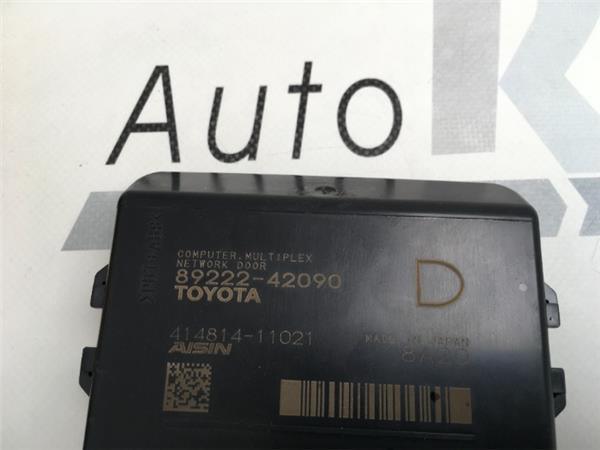 Auto
COMPUTER, MULTIPLEX
NETWORK DOOR
89222-42090
TOYOTA
D
414814-11021
AISIN
MADE IN JAPAN